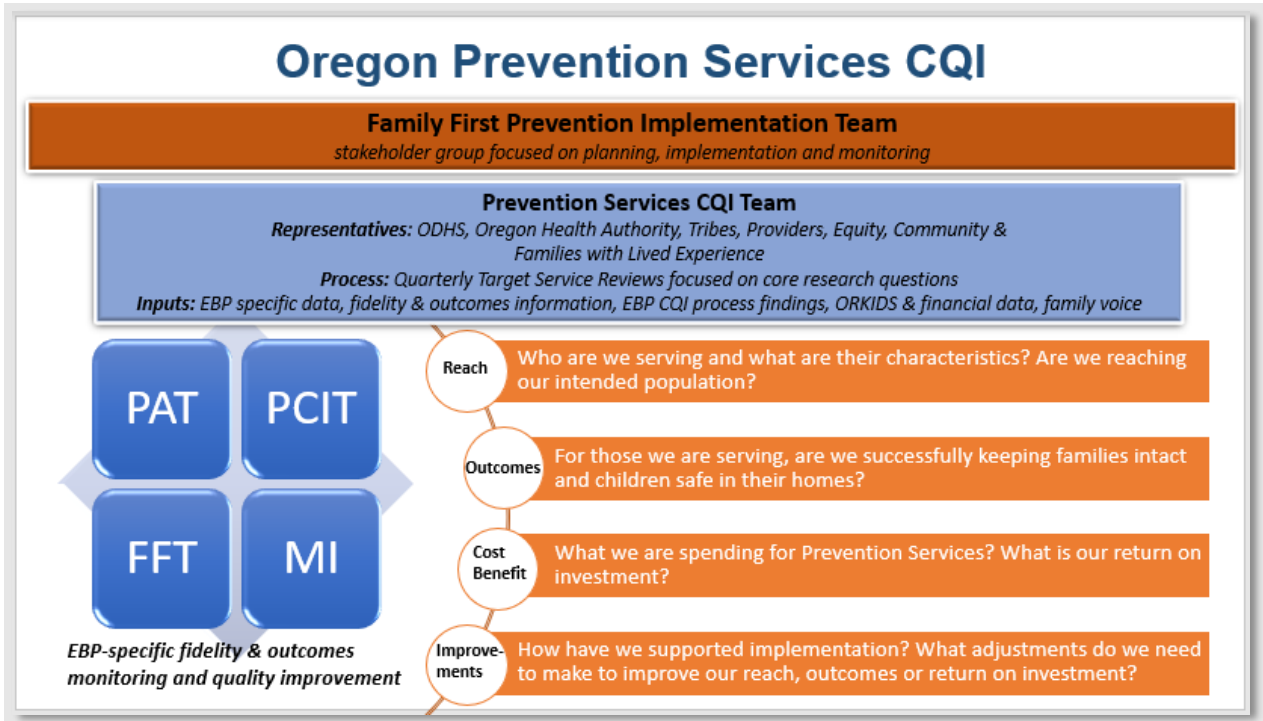 Oregon Prevention Services CQI
Family First Prevention Implementation Team
stakeholder group focused on planning, implementation and monitoring
Prevention Services CQI Team
Representatives: ODHS, Oregon Health Authority, Tribes, Providers, Equity, Community &
Families with Lived Experience
Process: Quarterly Target Service Reviews focused on core research questions
Inputs: EBP specific data, fidelity & outcomes information, EBP CQI process findings, ORKIDS & financial data, family voice
PAT
PCIT
FFT
MI
EBP-specific fidelity & outcomes
monitoring and quality improvement
Reach
Who are we serving and what are their characteristics? Are we reaching
our intended population?
Outcomes
For those we are serving, are we successfully keeping families intact
and children safe in their homes?
Cost
Benefit
What we are spending for Prevention Services? What is our return on
investment?
Improve-
ments
How have we supported implementation? What adjustments do we need
to make to improve our reach, outcomes or return on investment?